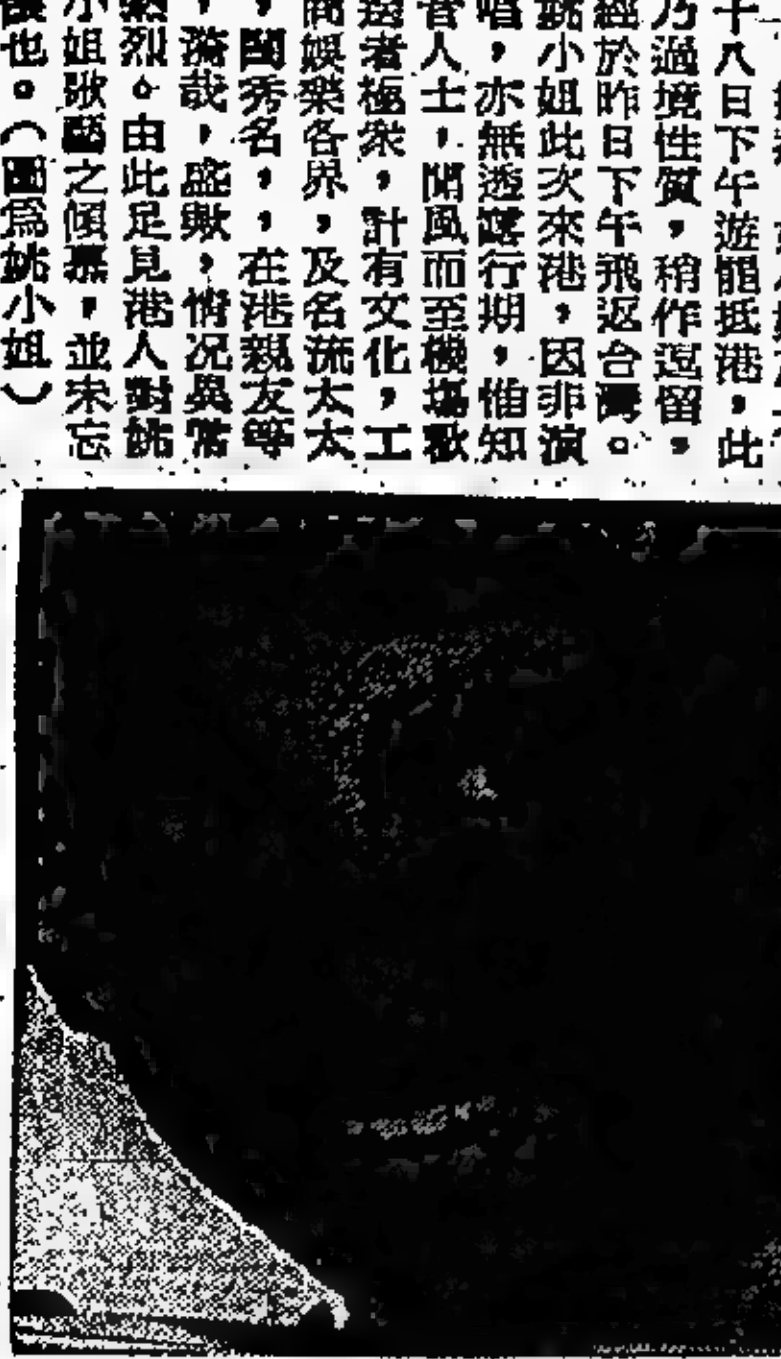 十八日下午遊罷抵港，此
乃過境性質，稍作逗留，
經於昨日下午飛返台灣。
姚小姐此次來港，因非演
唱，亦無透露行期，惟知
音人士，聞風而至機場歡
送者極衆，計有文化，工
商娛樂各界，及名流太太
，閨秀名，，在港親友等
，漪哉，盛歟，情况異常
熱烈。由此足見港人對姚
小姐歌藝之傾慕，並未忘
懷也。（圖爲姚小姐）